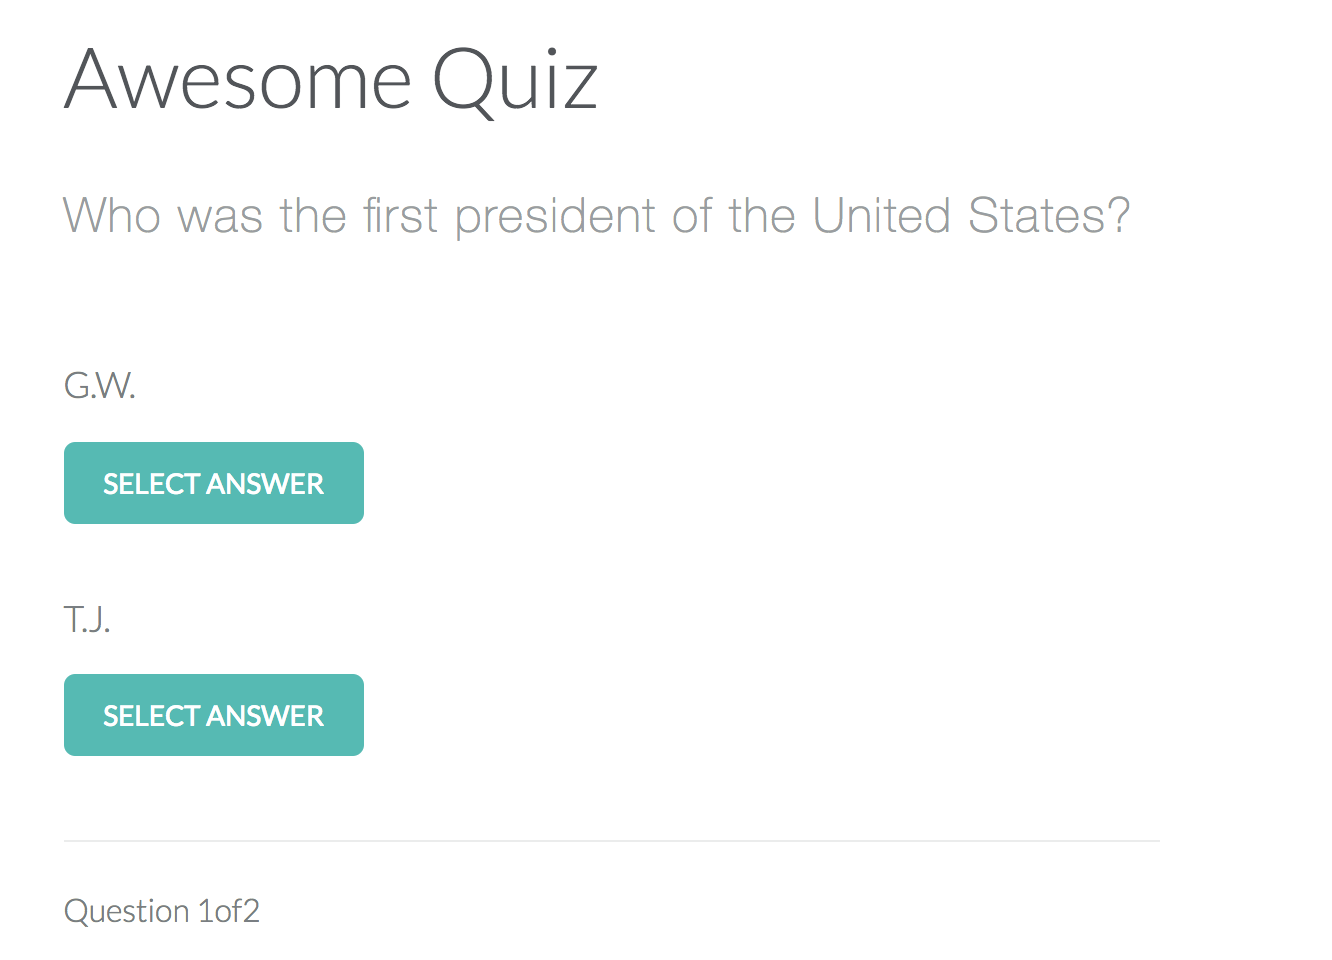 Awesome Quiz
Who was the first president of the United States?
G.W.
SELECT ANSWER
T.J.
SELECT ANSWER
Question 1of2